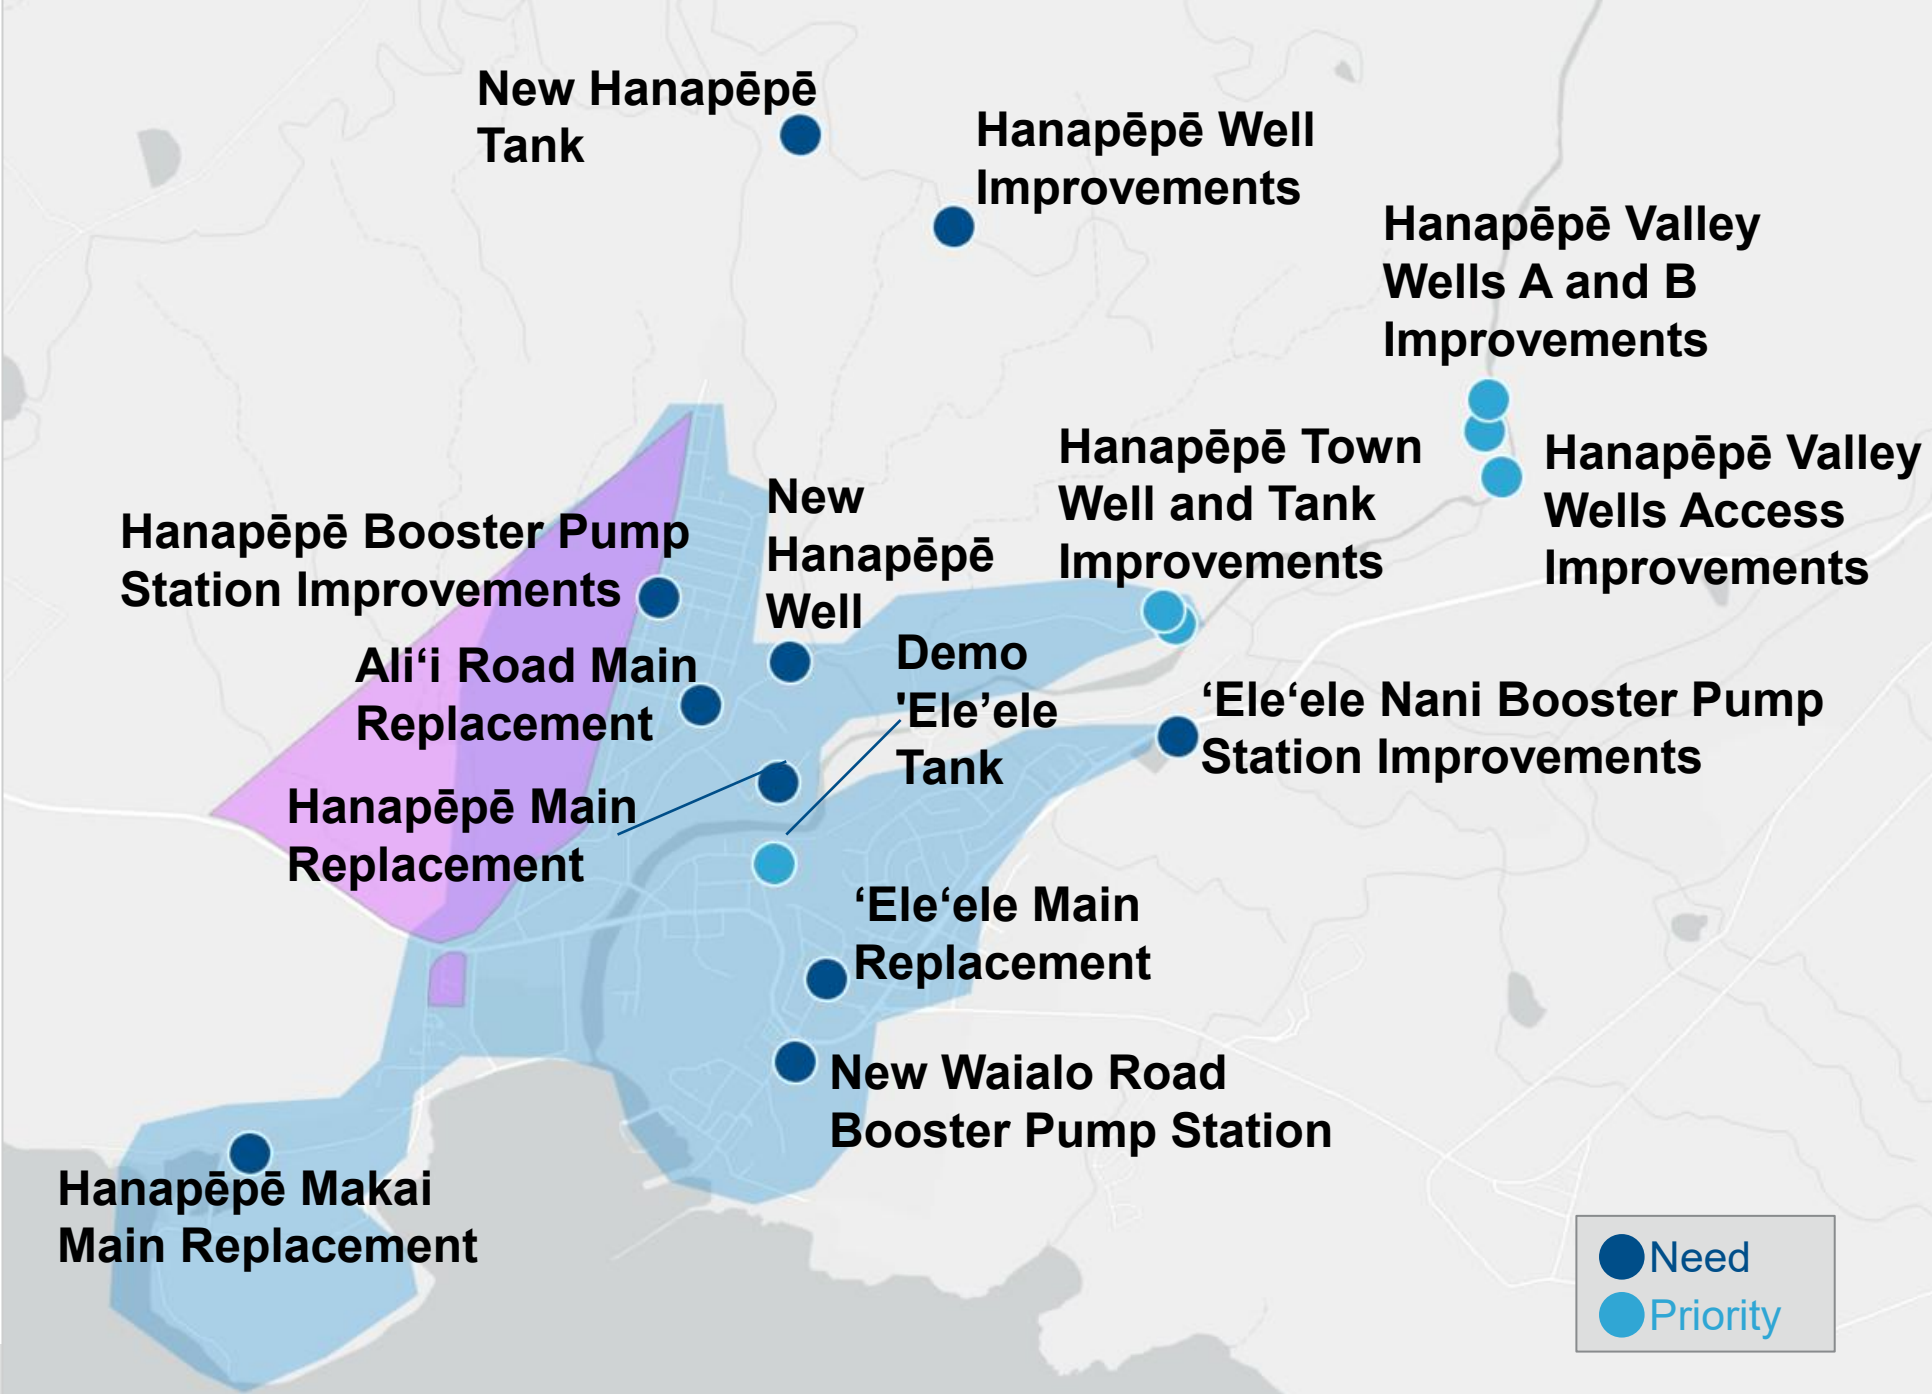 New Hanapēpē
Tank
Hanapēpē Well
Improvements
Hanapēpē Valley
Wells A and B
Improvements
Hanapēpē Town
Well and Tank
Improvements
Hanapēpē Valley
Wells Access
Improvements
New
Hanapēpē
Well
Hanapēpē Booster Pump
Station Improvements
Demo
'Ele’ele
Tank
Ali‘i Road Main
Replacement
‘Ele‘ele Nani Booster Pump
Station Improvements
Hanapēpē Main
Replacement
‘Ele‘ele Main
Replacement
New Waialo Road
Booster Pump Station
Hanapēpē Makai
Main Replacement
Need
Priority